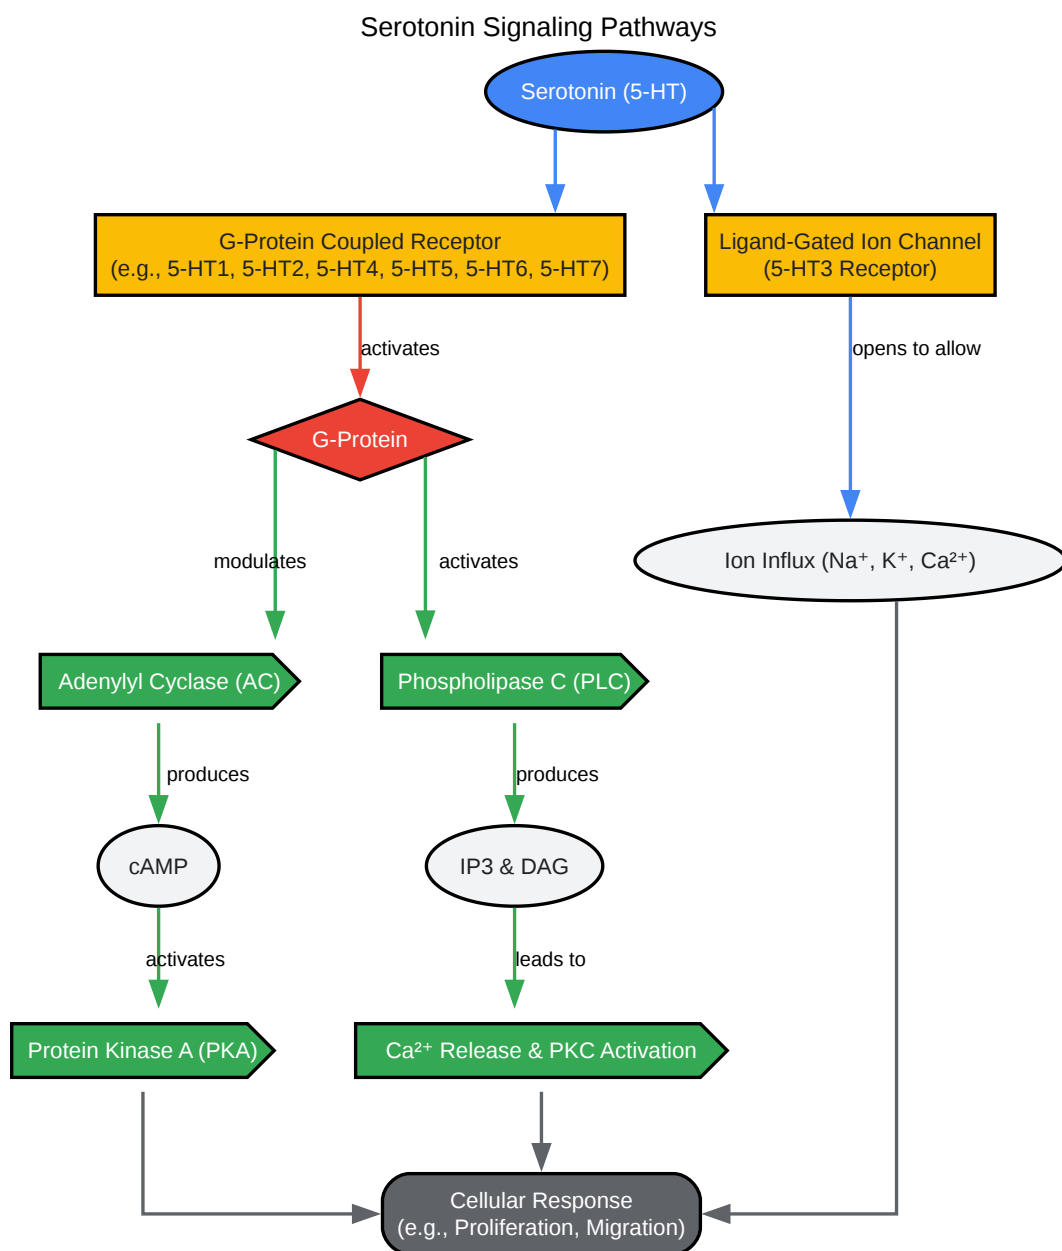 Serotonin Signaling Pathways
Serotonin (5-HT)
G-Protein Coupled Receptor
(e.g., 5-HT1, 5-HT2, 5-HT4, 5-HT5, 5-HT6, 5-HT7)
Ligand-Gated Ion Channel
(5-HT3 Receptor)
activates
opens to allow
G-Protein
modulates
activates
Ion Influx (Na⁺, K⁺, Ca²⁺)
Adenylyl Cyclase (AC)
Phospholipase C (PLC)
produces
produces
cAMP
IP3 & DAG
activates
leads to
Protein Kinase A (PKA)
Ca²⁺ Release & PKC Activation
Cellular Response
(e.g., Proliferation, Migration)